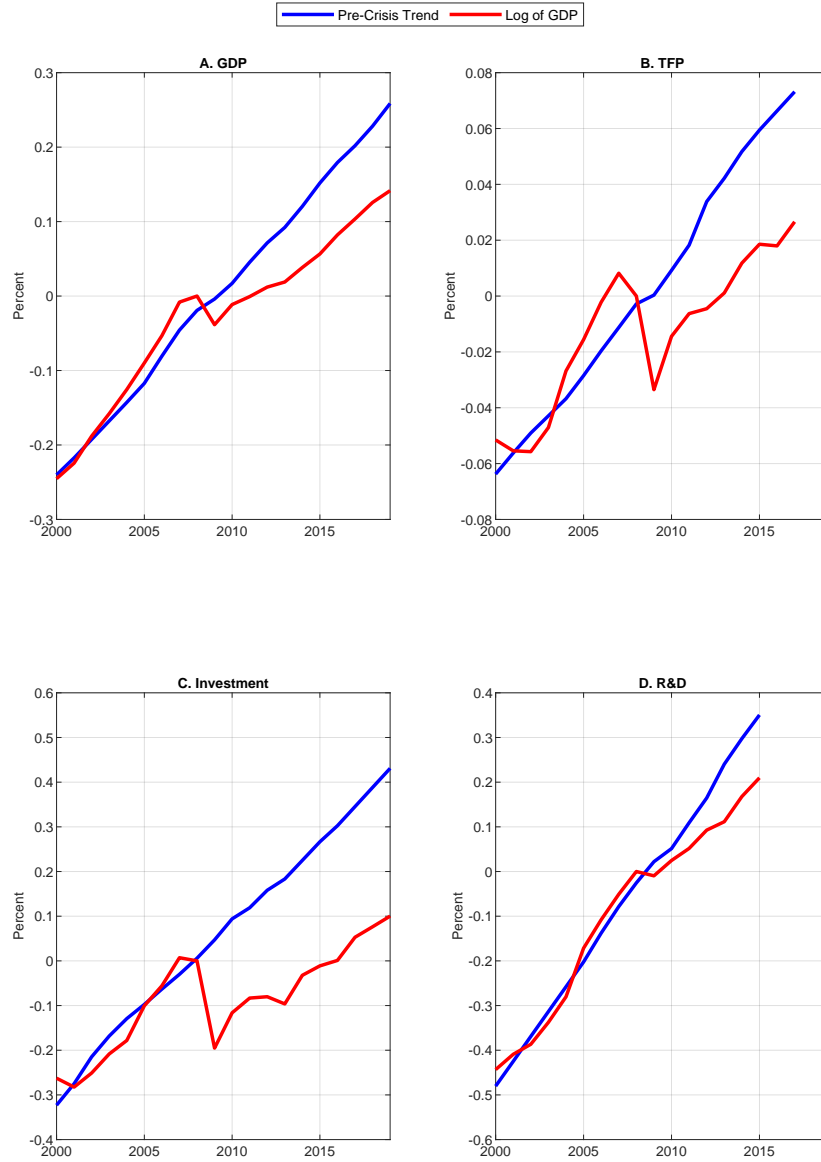 Pre-Crisis Trend Log of GDP
A. GDP
0.3
0.2
0.1
0
-0.1
-0.2
-0.3
Percent
2000 2005 2010 2015
B. TFP
0.08
0.06
0.04
0.02
0
-0.02
-0.04
-0.06
-0.08
Percent
2000 2005 2010 2015
C. Investment
0.6
0.5
0.4
0.3
0.2
0.1
0
-0.1
-0.2
-0.3
-0.4
Percent
2000 2005 2010 2015
D. R&D
0.4
0.3
0.2
0.1
0
-0.1
-0.2
-0.3
-0.4
-0.5
-0.6
Percent
2000 2005 2010 2015